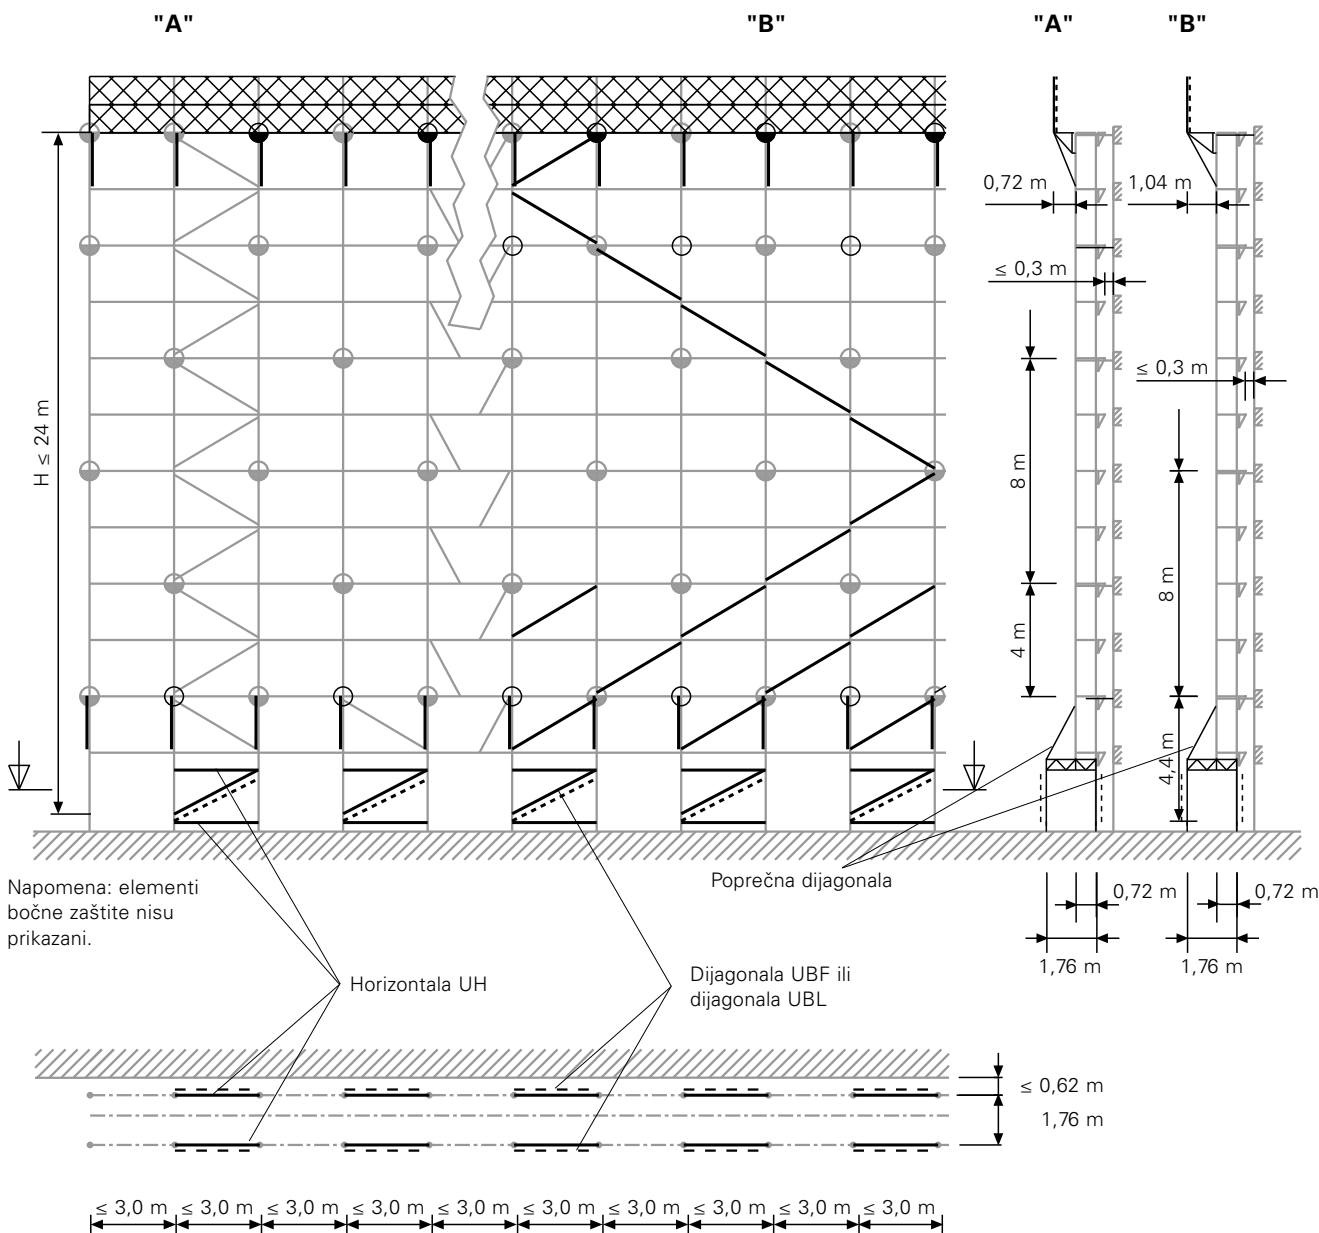 "A"
"B"
"A"
"B"
0,72 m
1,04 m
≤ 0,3 m
≤ 0,3 m
H ≤ 24 m
8 m
8 m
4 m
4,4 m
Napomena: elementi
bočne zaštite nisu
prikazani.
Poprečna dijagonala
0,72 m
0,72 m
1,76 m
1,76 m
Horizontala UH
Dijagonala UBF ili
dijagonala UBL
≤ 0,62 m
1,76 m
≤ 3,0 m ≤ 3,0 m ≤ 3,0 m ≤ 3,0 m ≤ 3,0 m ≤ 3,0 m ≤ 3,0 m ≤ 3,0 m ≤ 3,0 m ≤ 3,0 m